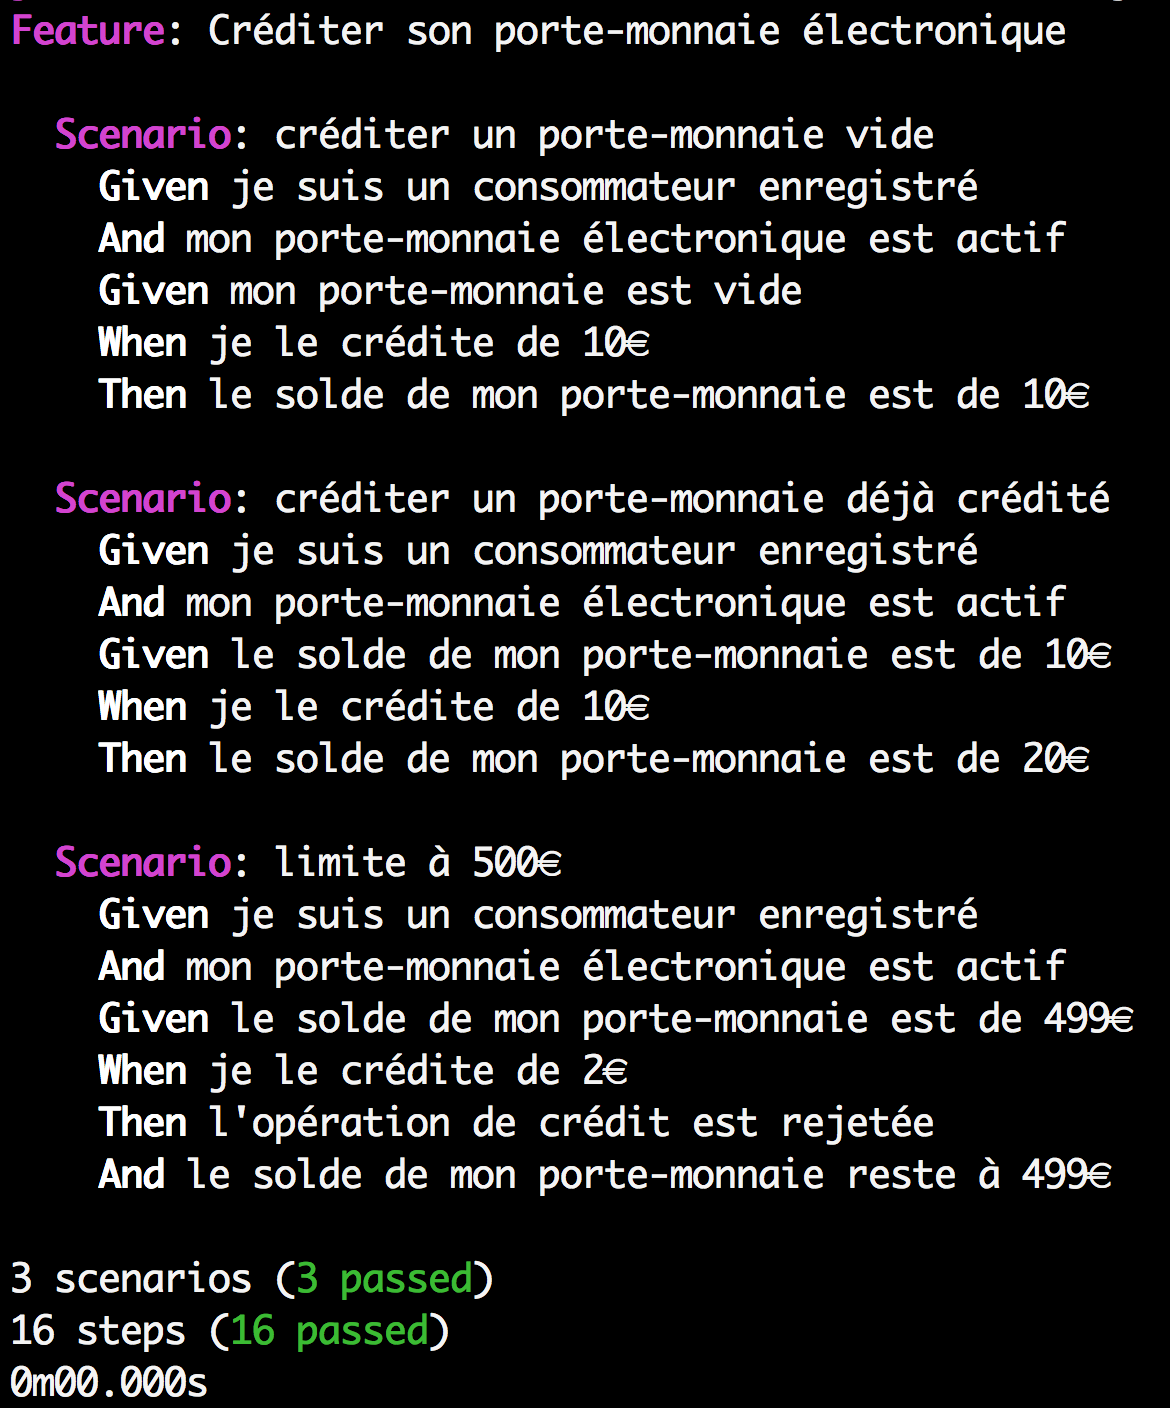 Feature: Créditer son porte-monnaie électronique
Scenario: créditer un porte-monnaie vide
Given je suis un consommateur enregistré
And mon porte-monnaie électronique est actif
Given mon porte-monnaie est vide
When je le crédite de 10€
Then le solde de mon porte-monnaie est de 10€
Scenario: créditer un porte-monnaie déjà crédité
Given je suis un consommateur enregistré
And mon porte-monnaie électronique est actif
Given le solde de mon porte-monnaie est de 10€
When je le crédite de 10€
Then le solde de mon porte-monnaie est de 20€
Scenario: limite à 500€
Given je suis un consommateur enregistré
And mon porte-monnaie électronique est actif
Given le solde de mon porte-monnaie est de 499€
When je le crédite de 2€
Then l'opération de crédit est rejetée
And le solde de mon porte-monnaie reste à 499€
3 scenarios (3 passed)
16 steps (16 passed)
0m00.000s